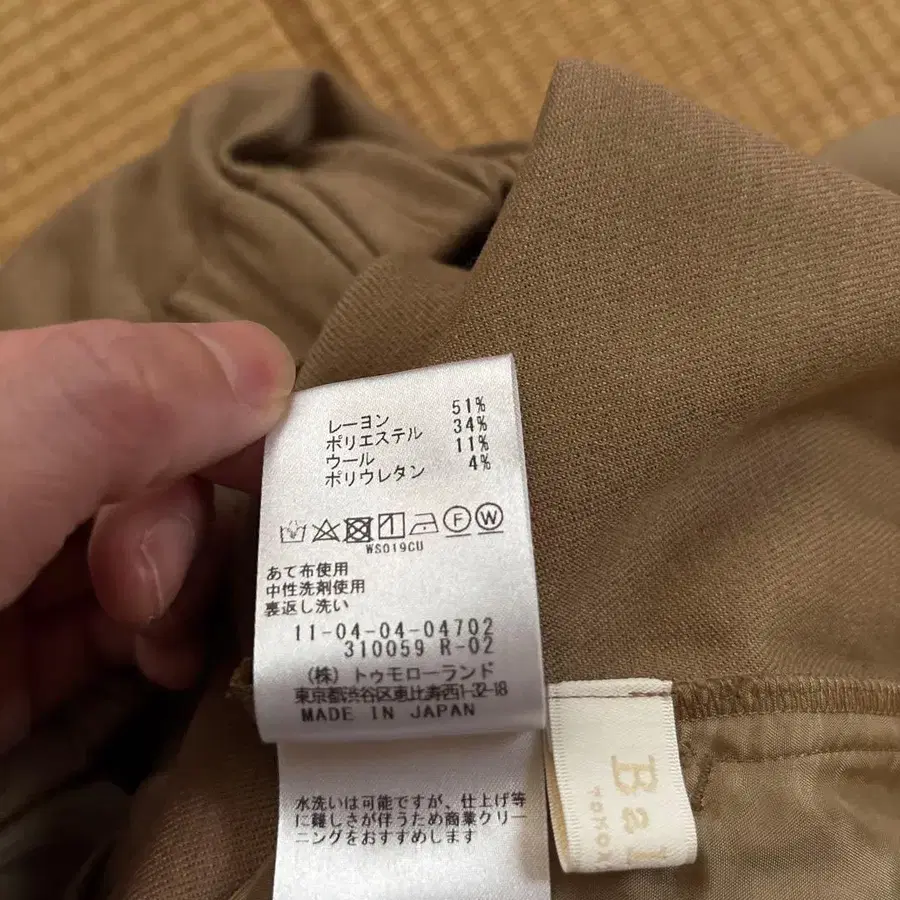 レーヨン 51%
ポリエステル 34%
ウール 11%
ポリウレタン 4%
WS019CU
あて布使用
中性洗剤使用
裏返し洗い
11-04-04-04702
310059 R-02
(株)トゥモローランド
東京都渋谷区恵比寿西1-32-18
MADE IN JAPAN
水洗いは可能ですが、仕上げ等
に難しさが伴うため商業クリー
ニングをおすすめします
Bal